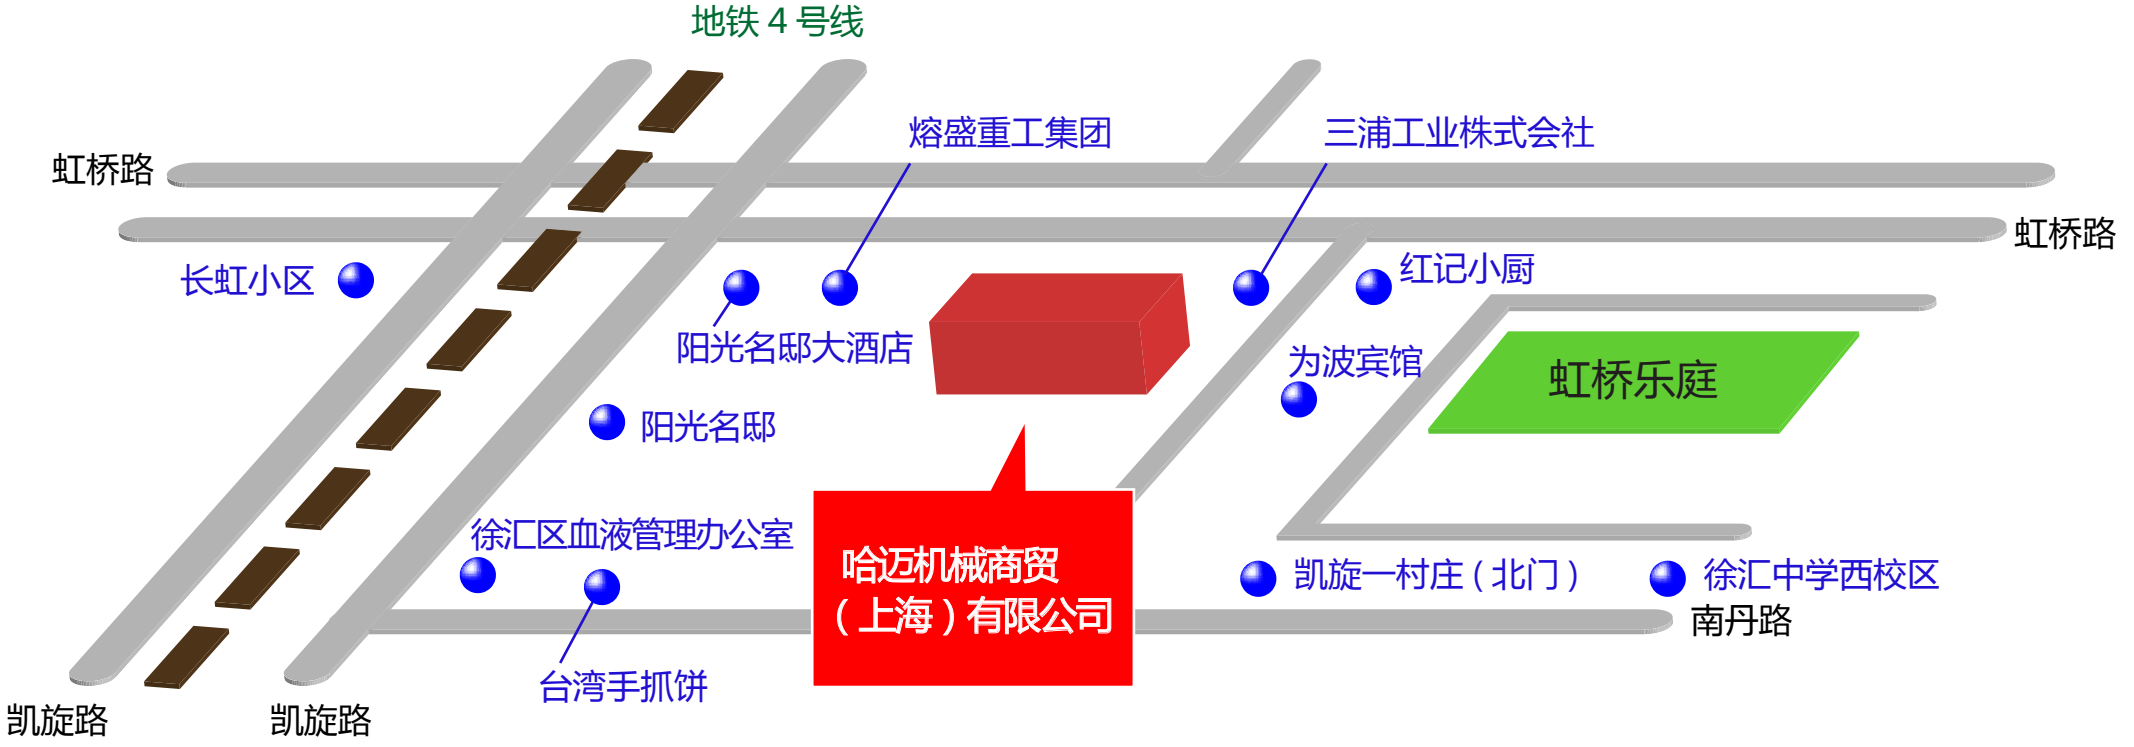 地铁 4 号线
熔盛重工集团
三浦工业株式会社
虹桥路
虹桥路
长虹小区
红记小厨
阳光名邸大酒店
为波宾馆
虹桥乐庭
阳光名邸
徐汇区血液管理办公室
哈迈机械商贸
（上海）有限公司
凯旋一村庄（北门）
徐汇中学西校区
南丹路
台湾手抓饼
凯旋路
凯旋路